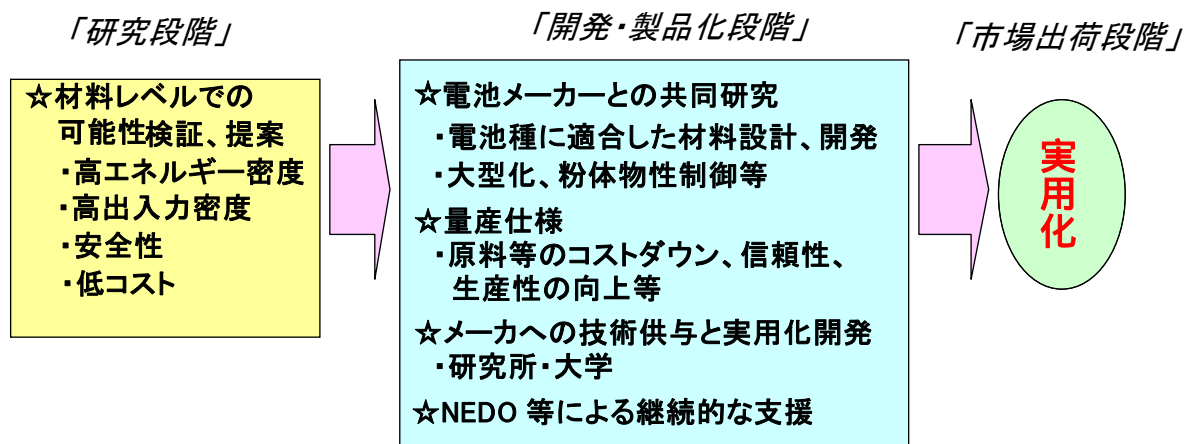 「研究段階」
☆材料レベルでの
可能性検証、提案
・高エネルギー密度
・高出入力密度
・安全性
・低コスト
「開発・製品化段階」
☆電池メーカーとの共同研究
・電池種に適合した材料設計、開発
・大型化、粉体物性制御等
☆量産仕様
・原料等のコストダウン、信頼性、
生産性の向上等
☆メーカへの技術供与と実用化開発
・研究所・大学
☆NEDO 等による継続的な支援
「市場出荷段階」
実用化